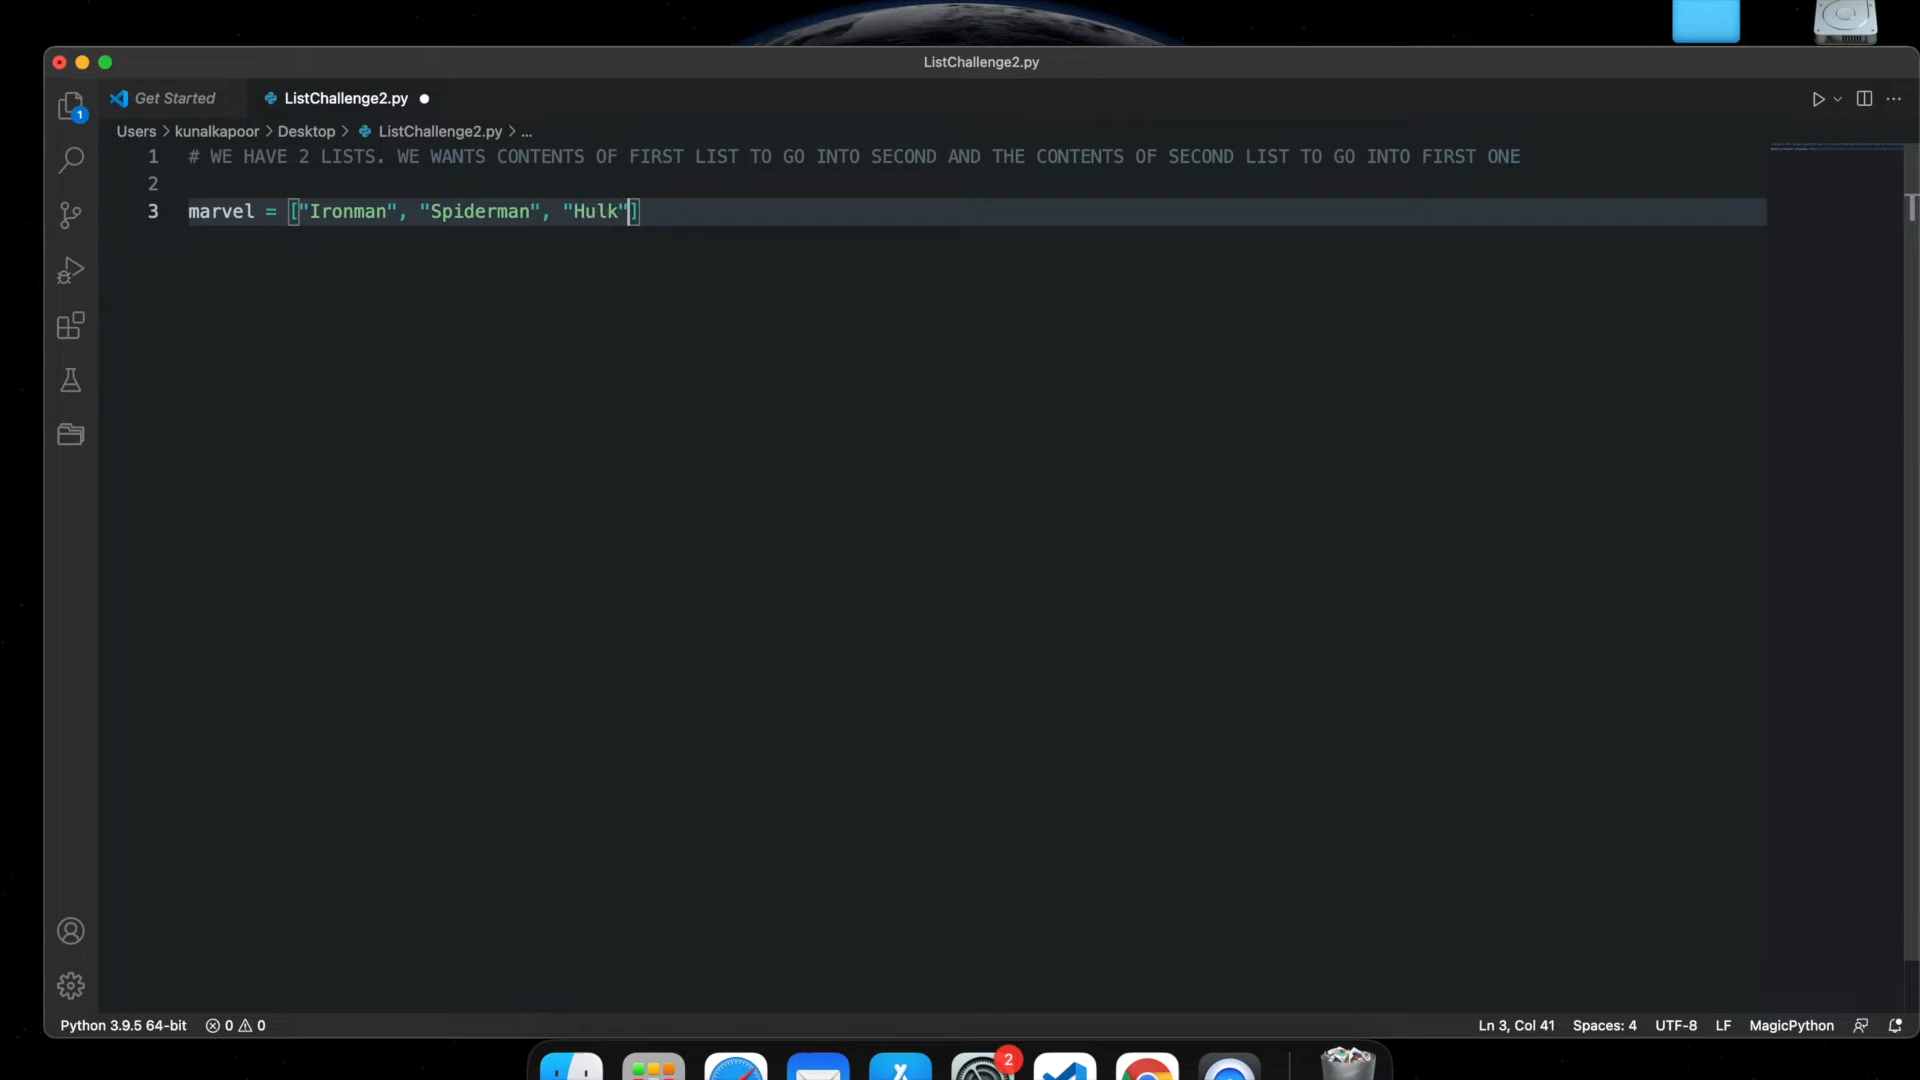 ListChallenge2.py
Get Started
ListChallenge2.py
1
Users > kunalkapoor > Desktop > ListChallenge2.py > ...
1 # WE HAVE 2 LISTS. WE WANTS CONTENTS OF FIRST LIST TO GO INTO SECOND AND THE CONTENTS OF SECOND LIST TO GO INTO FIRST ONE
2
3 marvel = ["Ironman", "Spiderman", "Hulk"]
T
Python 3.9.5 64-bit 0 0 Ln 3, Col 41 Spaces: 4 UTF-8 LF MagicPython
2